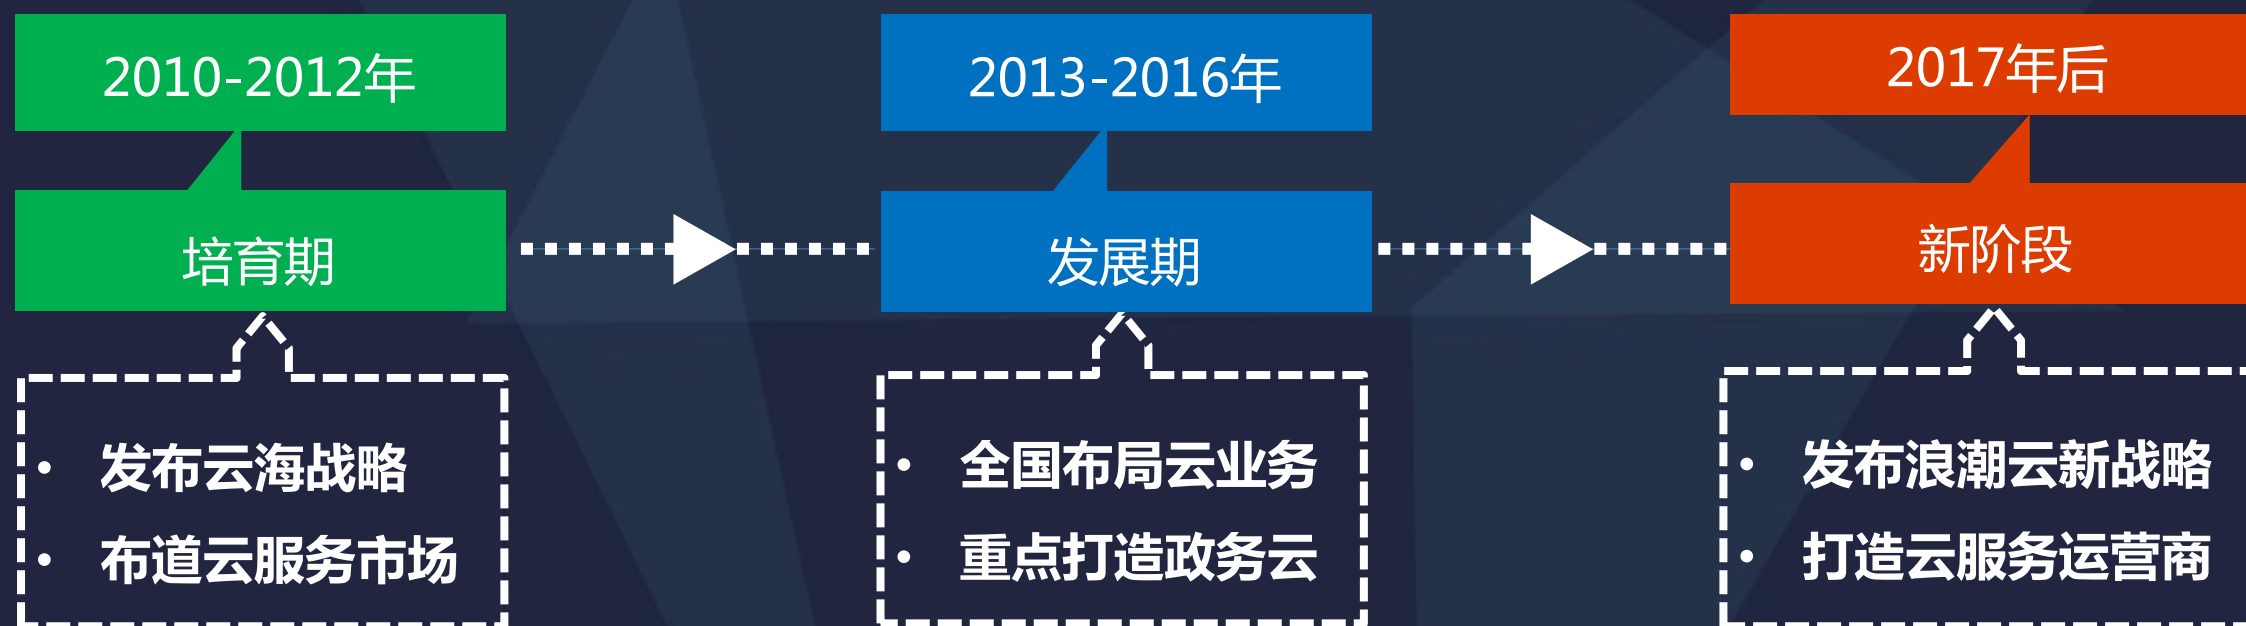 2010-2012年
培育期
• 发布云海战略
• 布道云服务市场
2013-2016年
发展期
• 全国布局云业务
• 重点打造政务云
2017年后
新阶段
• 发布浪潮云新战略
• 打造云服务运营商